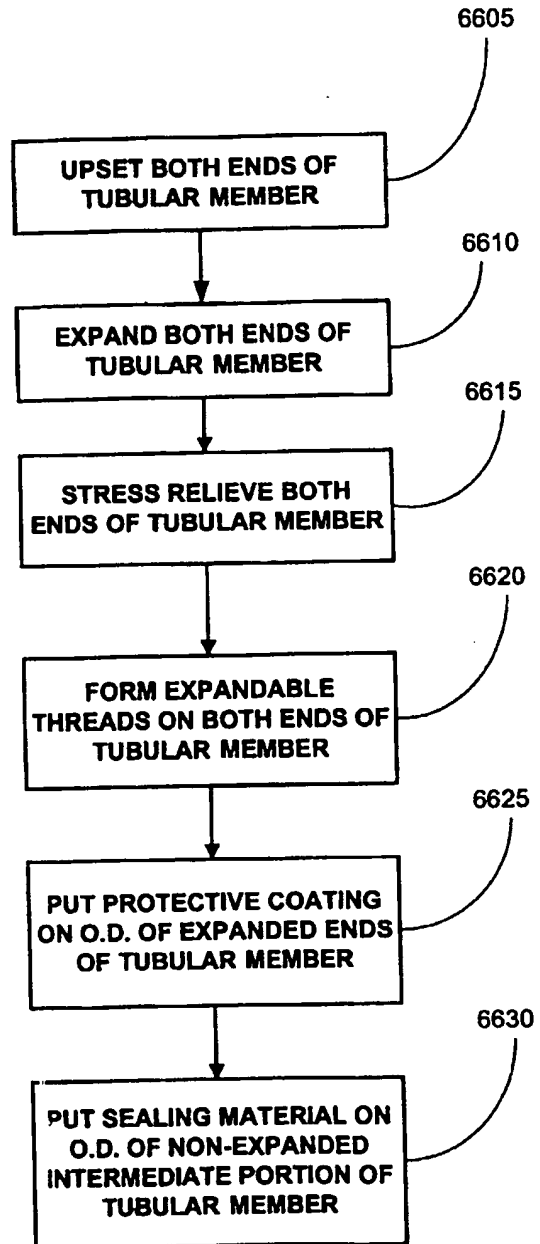 6605
UPSET BOTH ENDS OF
TUBULAR MEMBER
6610
EXPAND BOTH ENDS OF
TUBULAR MEMBER
6615
STRESS RELIEVE BOTH
ENDS OF TUBULAR MEMBER
6620
FORM EXPANDABLE
THREADS ON BOTH ENDS OF
TUBULAR MEMBER
6625
PUT PROTECTIVE COATING
ON O.D. OF EXPANDED ENDS
OF TUBULAR MEMBER
6630
PUT SEALING MATERIAL ON
O.D. OF NON-EXPANDED
INTERMEDIATE PORTION OF
TUBULAR MEMBER